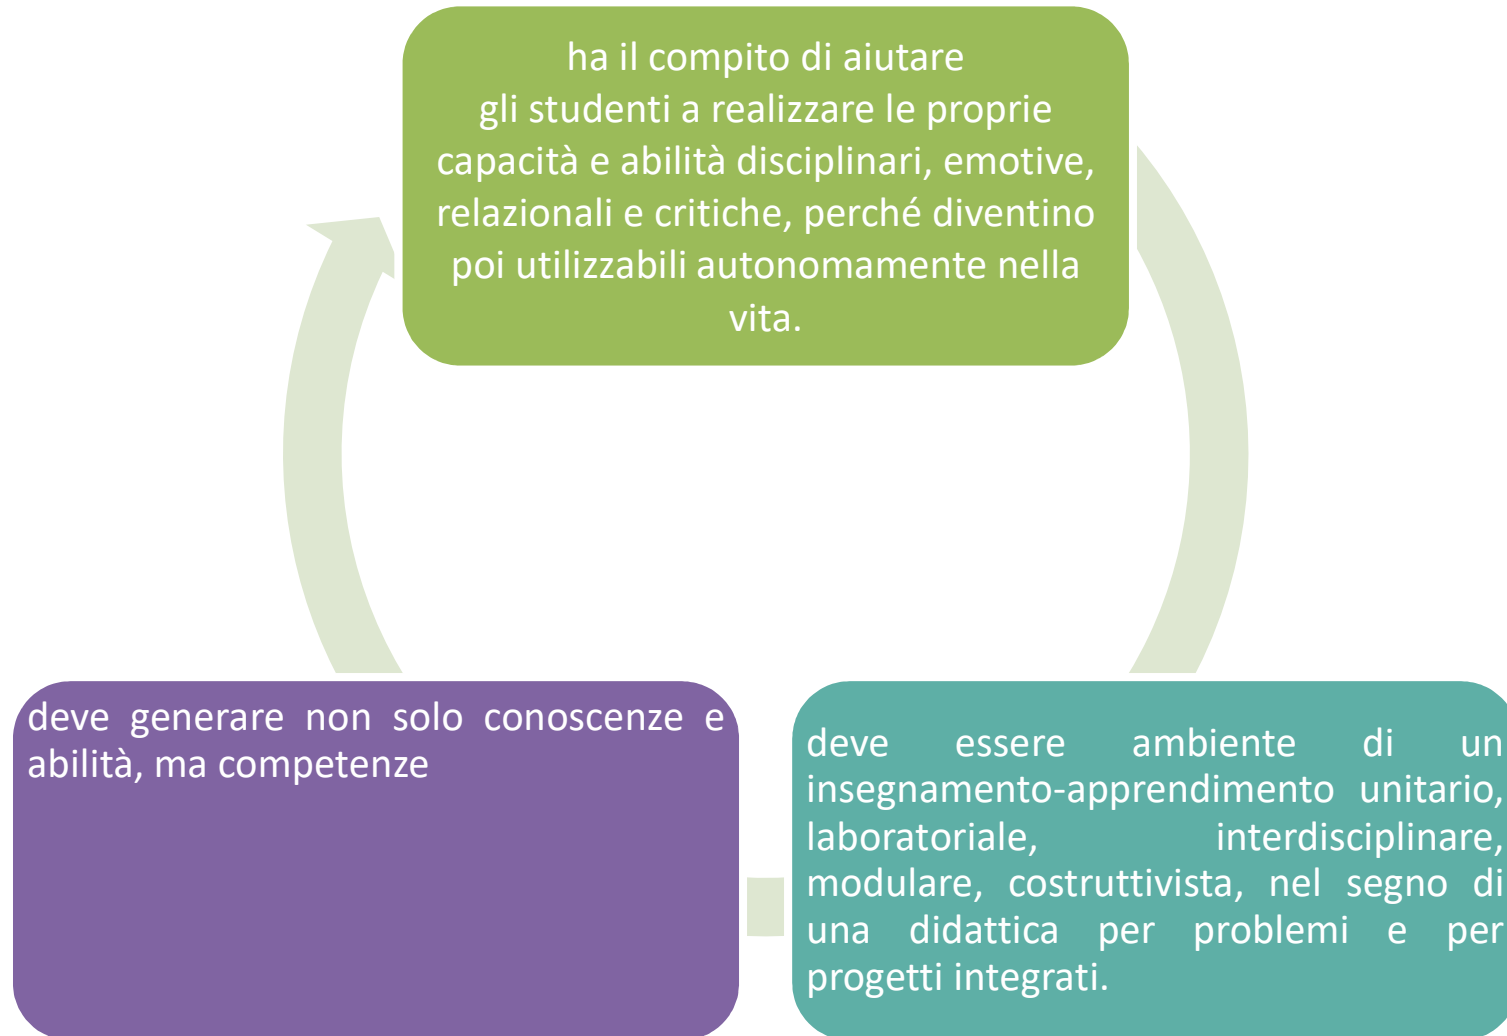 ha il compito di aiutare
gli studenti a realizzare le proprie
capacità e abilità disciplinari, emotive,
relazionali e critiche, perché diventino
poi utilizzabili autonomamente nella
vita.
deve generare non solo conoscenze e
abilità, ma competenze
deve essere ambiente di un
insegnamento-apprendimento unitario,
laboratoriale, interdisciplinare,
modulare, costruttivista, nel segno di
una didattica per problemi e per
progetti integrati.